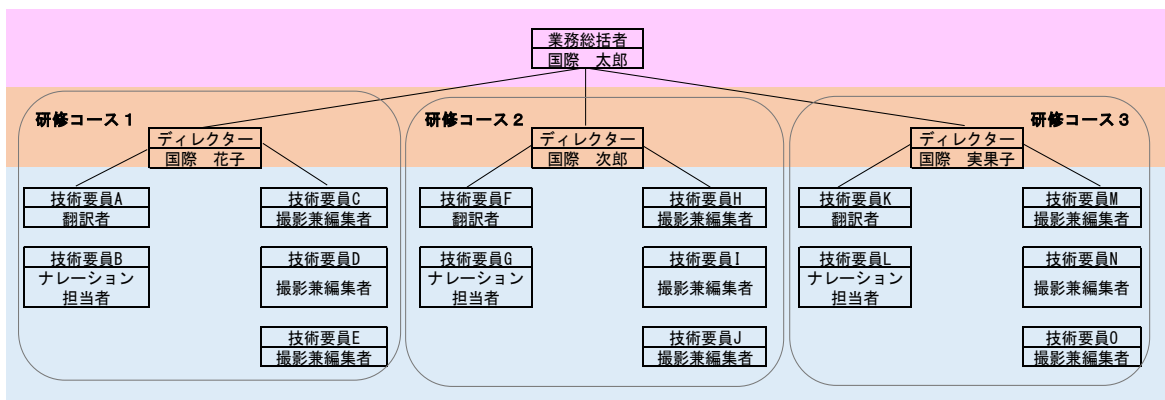 業務総括者
国際　太郎
研修コース１
ディレクター
国際　花子
技術要員A
翻訳者
技術要員B
ナレーション
担当者
技術要員C
撮影兼編集者
技術要員D
撮影兼編集者
技術要員E
撮影兼編集者
研修コース２
ディレクター
国際　次郎
技術要員F
翻訳者
技術要員G
ナレーション
担当者
技術要員H
撮影兼編集者
技術要員I
撮影兼編集者
技術要員J
撮影兼編集者
研修コース３
ディレクター
国際　実果子
技術要員K
翻訳者
技術要員L
ナレーション
担当者
技術要員M
撮影兼編集者
技術要員N
撮影兼編集者
技術要員O
撮影兼編集者